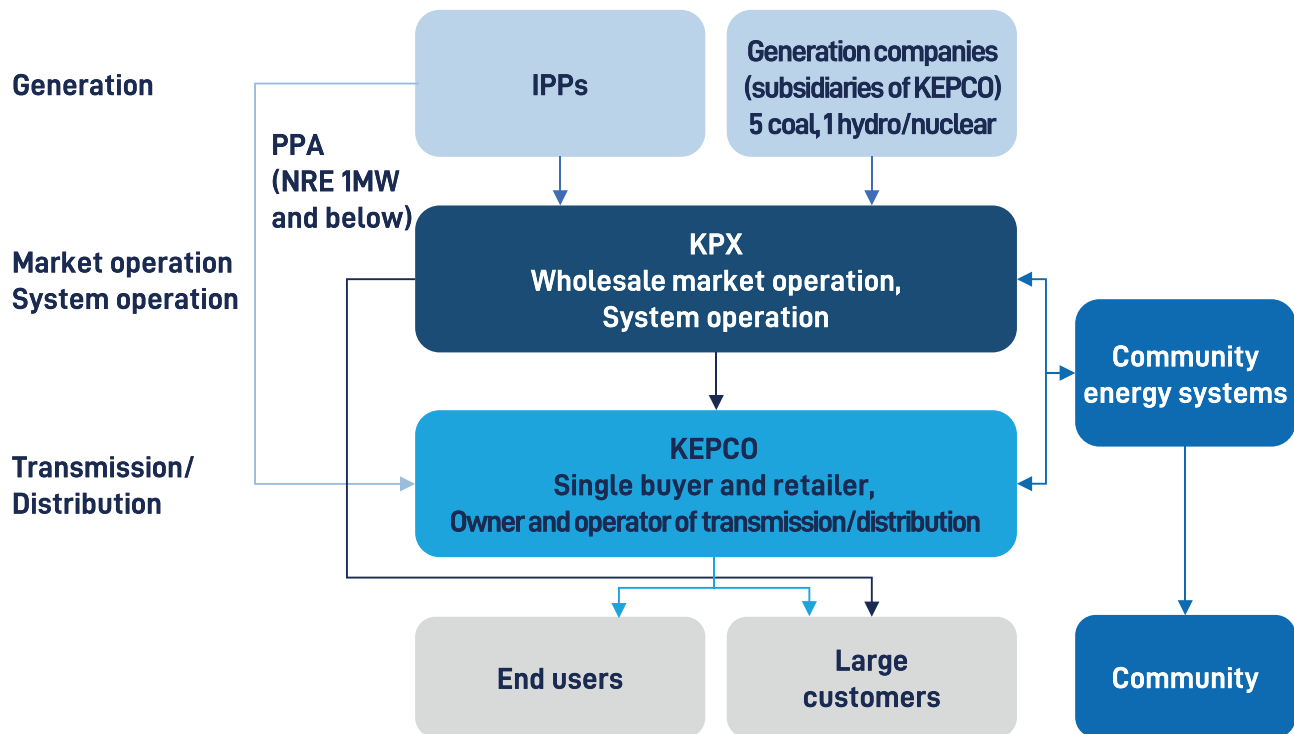 Generation
IPPs
Generation companies
(subsidiaries of KEPCO)
5 coal, 1 hydro/nuclear
PPA
(NRE 1MW
and below)
Market operation
System operation
KPX
Wholesale market operation,
System operation
Community
energy systems
Transmission/
Distribution
KEPCO
Single buyer and retailer,
Owner and operator of transmission/distribution
End users
Large
customers
Community